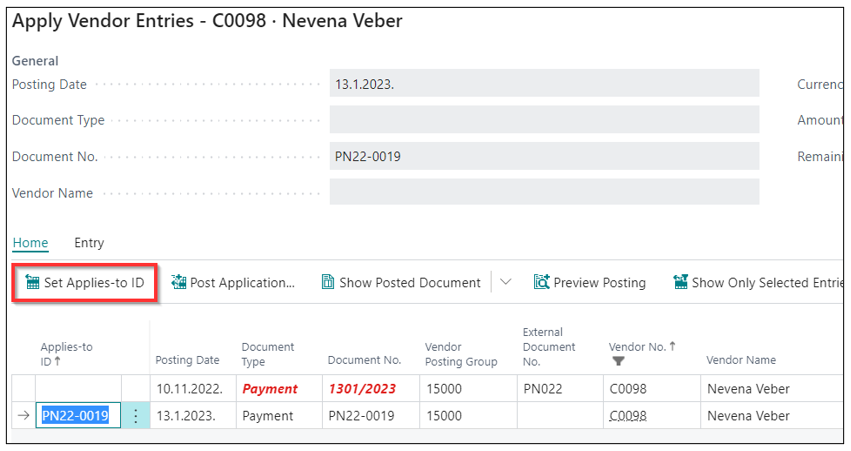 Apply Vendor Entries - C0098 · Nevena Veber
General
Posting Date 13.1.2023. Currenc
Document Type Amount
Document No. PN22-0019 Remaini
Vendor Name
Home Entry
Set Applies-to ID Post Application... Show Posted Document Preview Posting Show Only Selected Entrie
Applies-to ID↑ Posting Date Document Type Document No. Vendor Posting Group External Document No. Vendor No. ↑ Vendor Name
10.11.2022. Payment 1301/2023 15000 PN022 C0098 Nevena Veber
→ PN22-0019 13.1.2023. Payment PN22-0019 15000 C0098 Nevena Veber